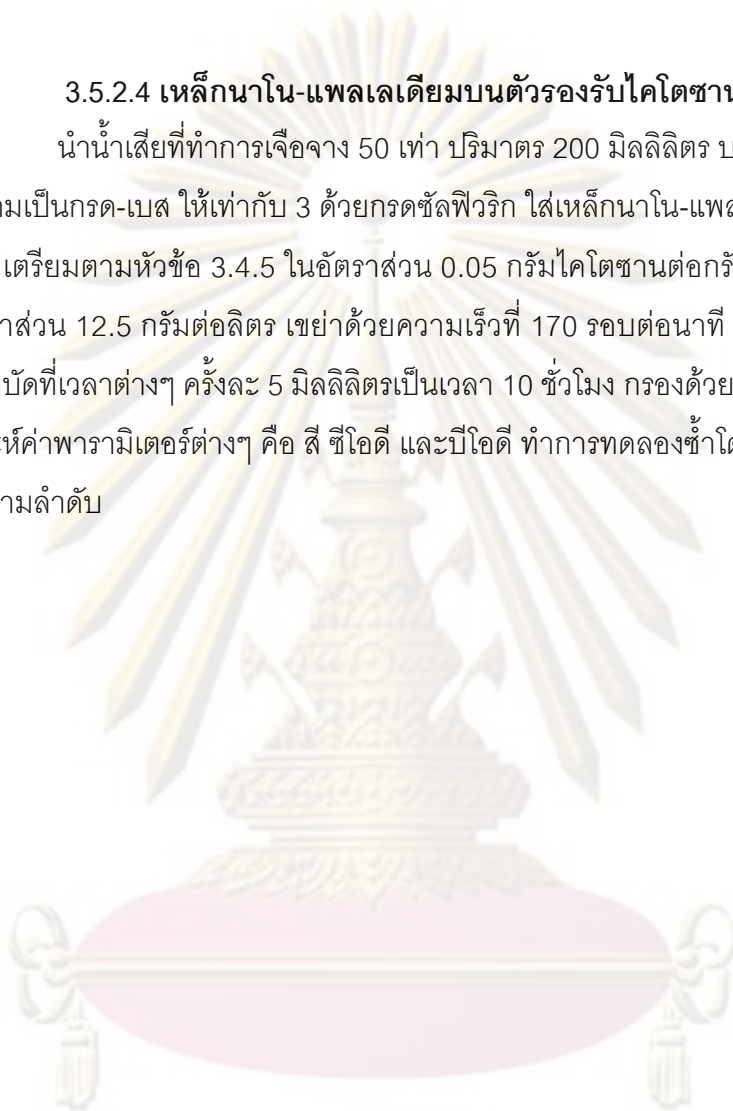 3.5.2.4 เหล็กนาโน-แพลเลเดียมบนตัวรองรับไคโตซาน
นำน้ำเสียที่ทำการเจือจาง 50 เท่า ปริมาตร 200 มิลลิลิตร บ
มเป็นกรด-เบส ให้เท่ากับ 3 ด้วยกรดซัลฟิวริก ใส่เหล็กนาโน-แพล
เตรียมตามหัวข้อ 3.4.5 ในอัตราส่วน 0.05 กรัมไคโตซานต่อกรั
าส่วน 12.5 กรัมต่อลิตร เขย่าด้วยความเร็วที่ 170 รอบต่อนาที
บัดที่เวลาต่างๆ ครั้งละ 5 มิลลิลิตรเป็นเวลา 10 ชั่วโมง กรองด้วย
ะห์ค่าพารามิเตอร์ต่างๆ คือ สี ซีโอดี และบีโอดี ทำการทดลองซ้ำโด
ามลำดับ